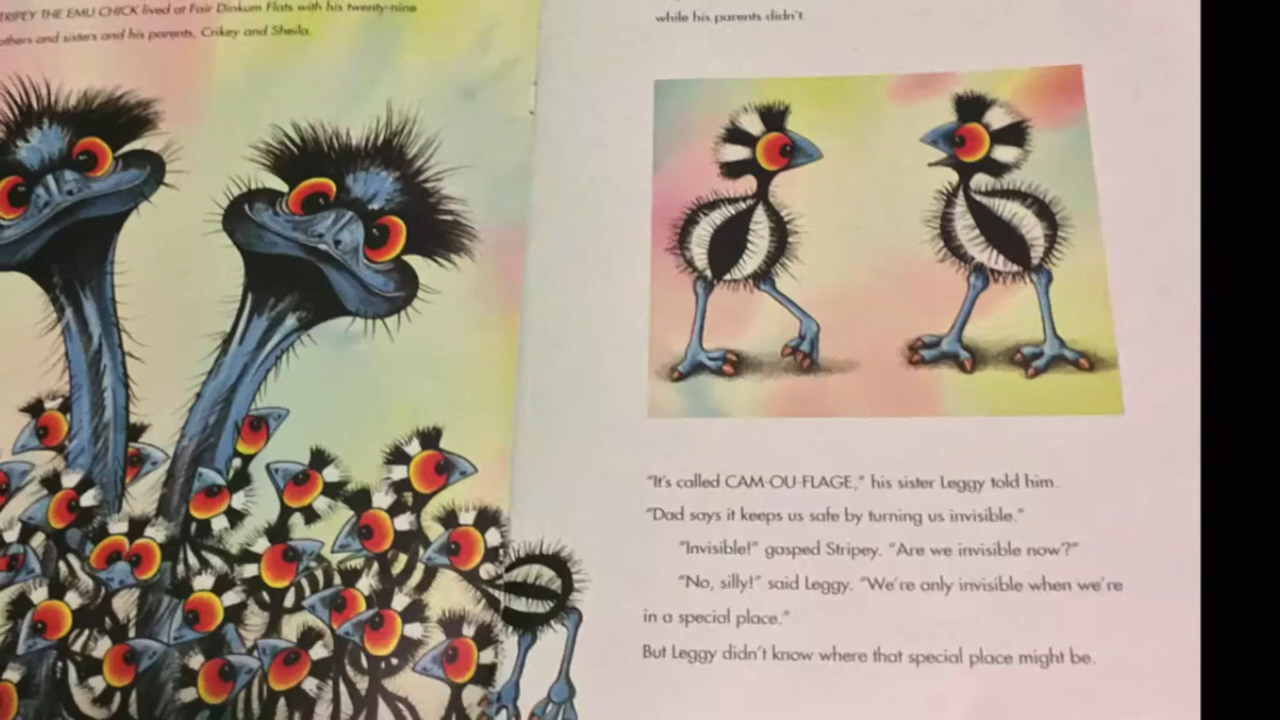 STRIPEY THE EMU CHICK lived at Fair Dinkum Flats with his twenty-nine
brothers and sisters and his parents, Crikey and Sheila.
while his parents didn't.
"It's called CAM-OU-FLAGE," his sister Leggy told him.
"Dad says it keeps us safe by turning us invisible."
"Invisible!" gasped Stripey. "Are we invisible now?"
"No, silly!" said Leggy. "We're only invisible when we're
in a special place."
But Leggy didn't know where that special place might be.